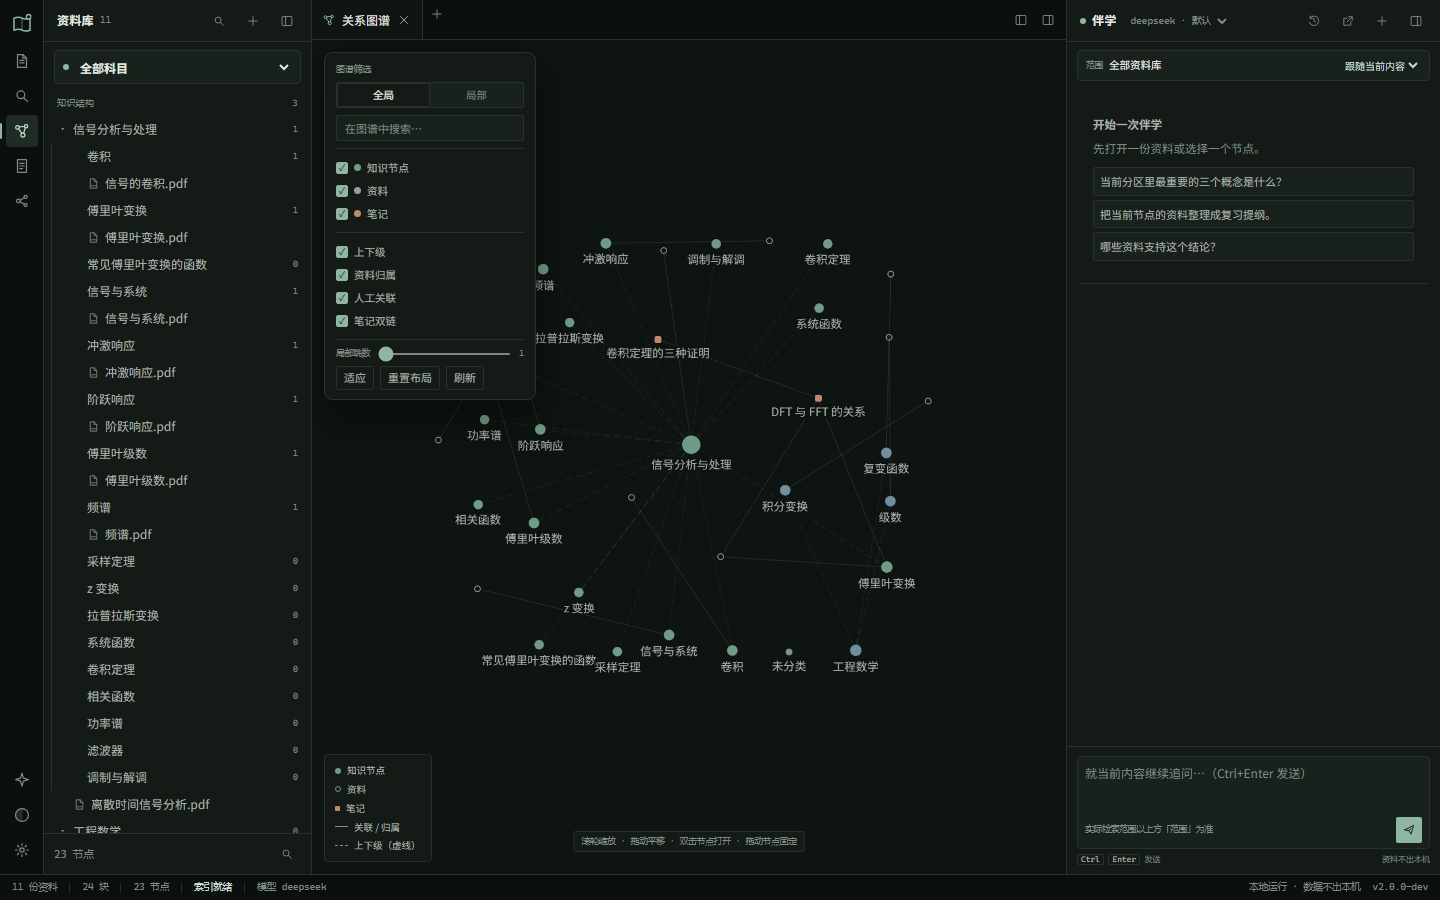 资料库 11
全部科目
知识结构 3
信号分析与处理 1
卷积 1
信号的卷积.pdf
傅里叶变换 1
傅里叶变换.pdf
常见傅里叶变换的函数 0
信号与系统 1
信号与系统.pdf
冲激响应 1
冲激响应.pdf
阶跃响应 1
阶跃响应.pdf
傅里叶级数 1
傅里叶级数.pdf
频谱 1
频谱.pdf
采样定理 0
z 变换 0
拉普拉斯变换 0
系统函数 0
卷积定理 0
相关函数 0
功率谱 0
滤波器 0
调制与解调 0
离散时间信号分析.pdf
工程数学 0
23 节点
关系图谱
图谱筛选
全局 局部
在图谱中搜索…
知识节点
资料
笔记
上下级
资料归属
人工关联
笔记双链
局部跳数 1
适应 重置布局 刷新
冲激响应
调制与解调
卷积定理
频谱
系统函数
拉普拉斯变换
卷积定理的三种证明
DFT 与 FFT 的关系
功率谱
阶跃响应
信号分析与处理
复变函数
积分变换
级数
相关函数
傅里叶级数
傅里叶变换
z 变换
信号与系统
常见傅里叶变换的函数
采样定理
卷积
未分类
工程数学
知识节点
资料
笔记
关联 / 归属
上下级（虚线）
滚轮缩放 · 拖动平移 · 双击节点打开 · 拖动节点固定
伴学 deepseek · 默认
范围 全部资料库 跟随当前内容
开始一次伴学
先打开一份资料或选择一个节点。
当前分区里最重要的三个概念是什么？
把当前节点的资料整理成复习提纲。
哪些资料支持这个结论？
就当前内容继续追问…（Ctrl+Enter 发送）
实际检索范围以上方「范围」为准
Ctrl Enter 发送 资料不出本机
11 份资料 24 块 23 节点 索引就绪 模型 deepseek 本地运行 · 数据不出本机 v2.0.0-dev